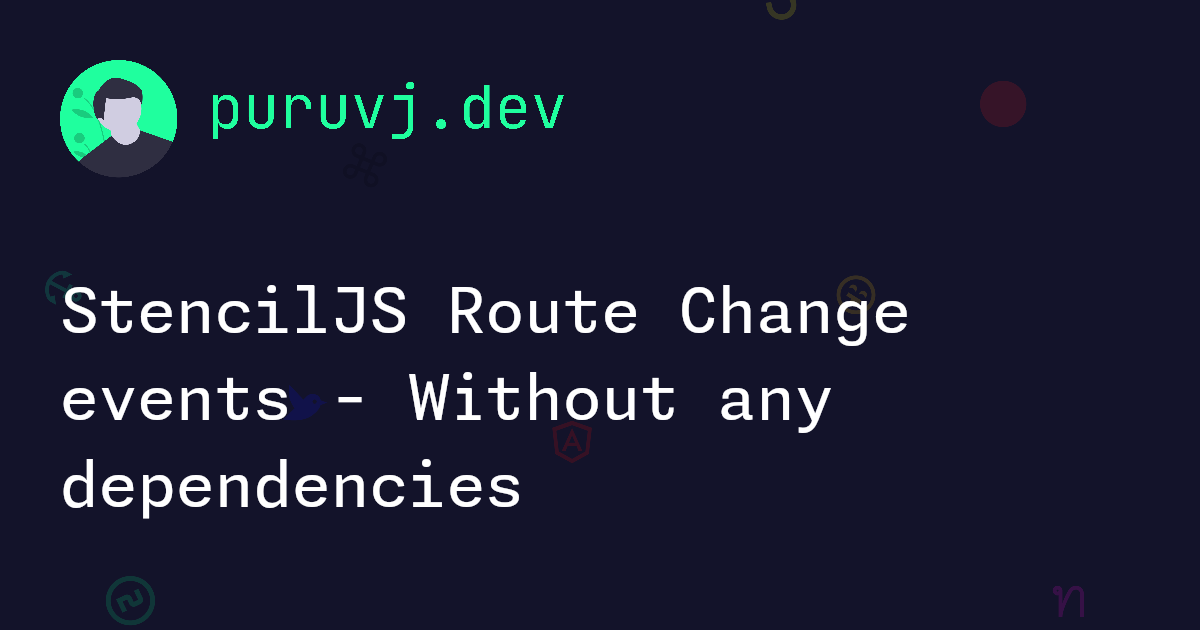 puruvj.dev
StencilJS Route Change
events - Without any
dependencies